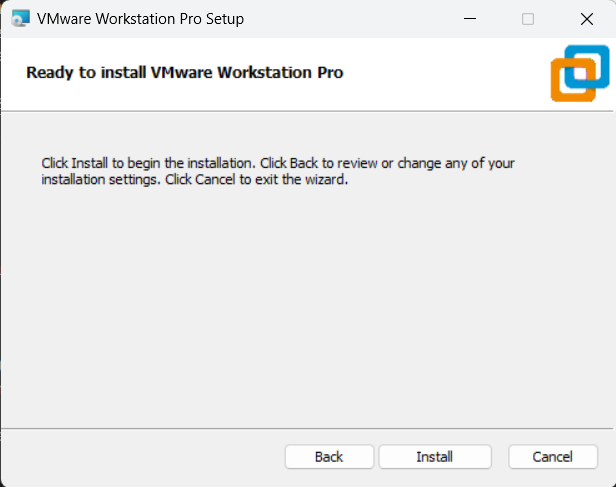 VMware Workstation Pro Setup
Ready to install VMware Workstation Pro
Click Install to begin the installation. Click Back to review or change any of your
installation settings. Click Cancel to exit the wizard.
Back Install Cancel